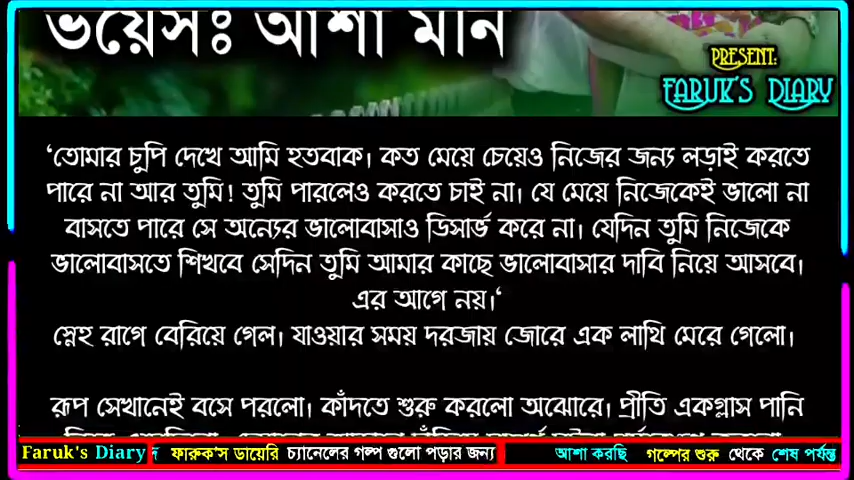 ভয়েসঃ আশা মনি
PRESENT:
FARUK'S DIARY
‘তোমার চুপি দেখে আমি হতবাক। কত মেয়ে চেয়েও নিজের জন্য লড়াই করতে
পারে না আর তুমি! তুমি পারলেও করতে চাই না। যে মেয়ে নিজেকেই ভালো না
বাসতে পারে সে অন্যের ভালোবাসাও ডিসার্ভ করে না। যেদিন তুমি নিজেকে
ভালোবাসতে শিখবে সেদিন তুমি আমার কাছে ভালোবাসার দাবি নিয়ে আসবে।
এর আগে নয়।‘
স্নেহ রাগে বেরিয়ে গেল। যাওয়ার সময় দরজায় জোরে এক লাথি মেরে গেলো।
রূপ সেখানেই বসে পরলো। কাঁদতে শুরু করলো অঝোরে। প্রীতি একগ্লাস পানি
Faruk's Diary ফারুক'স ডায়েরি চ্যানেলের গল্প গুলো পড়ার জন্য আশা করছি গল্পের শুরু থেকে শেষ পর্যন্ত